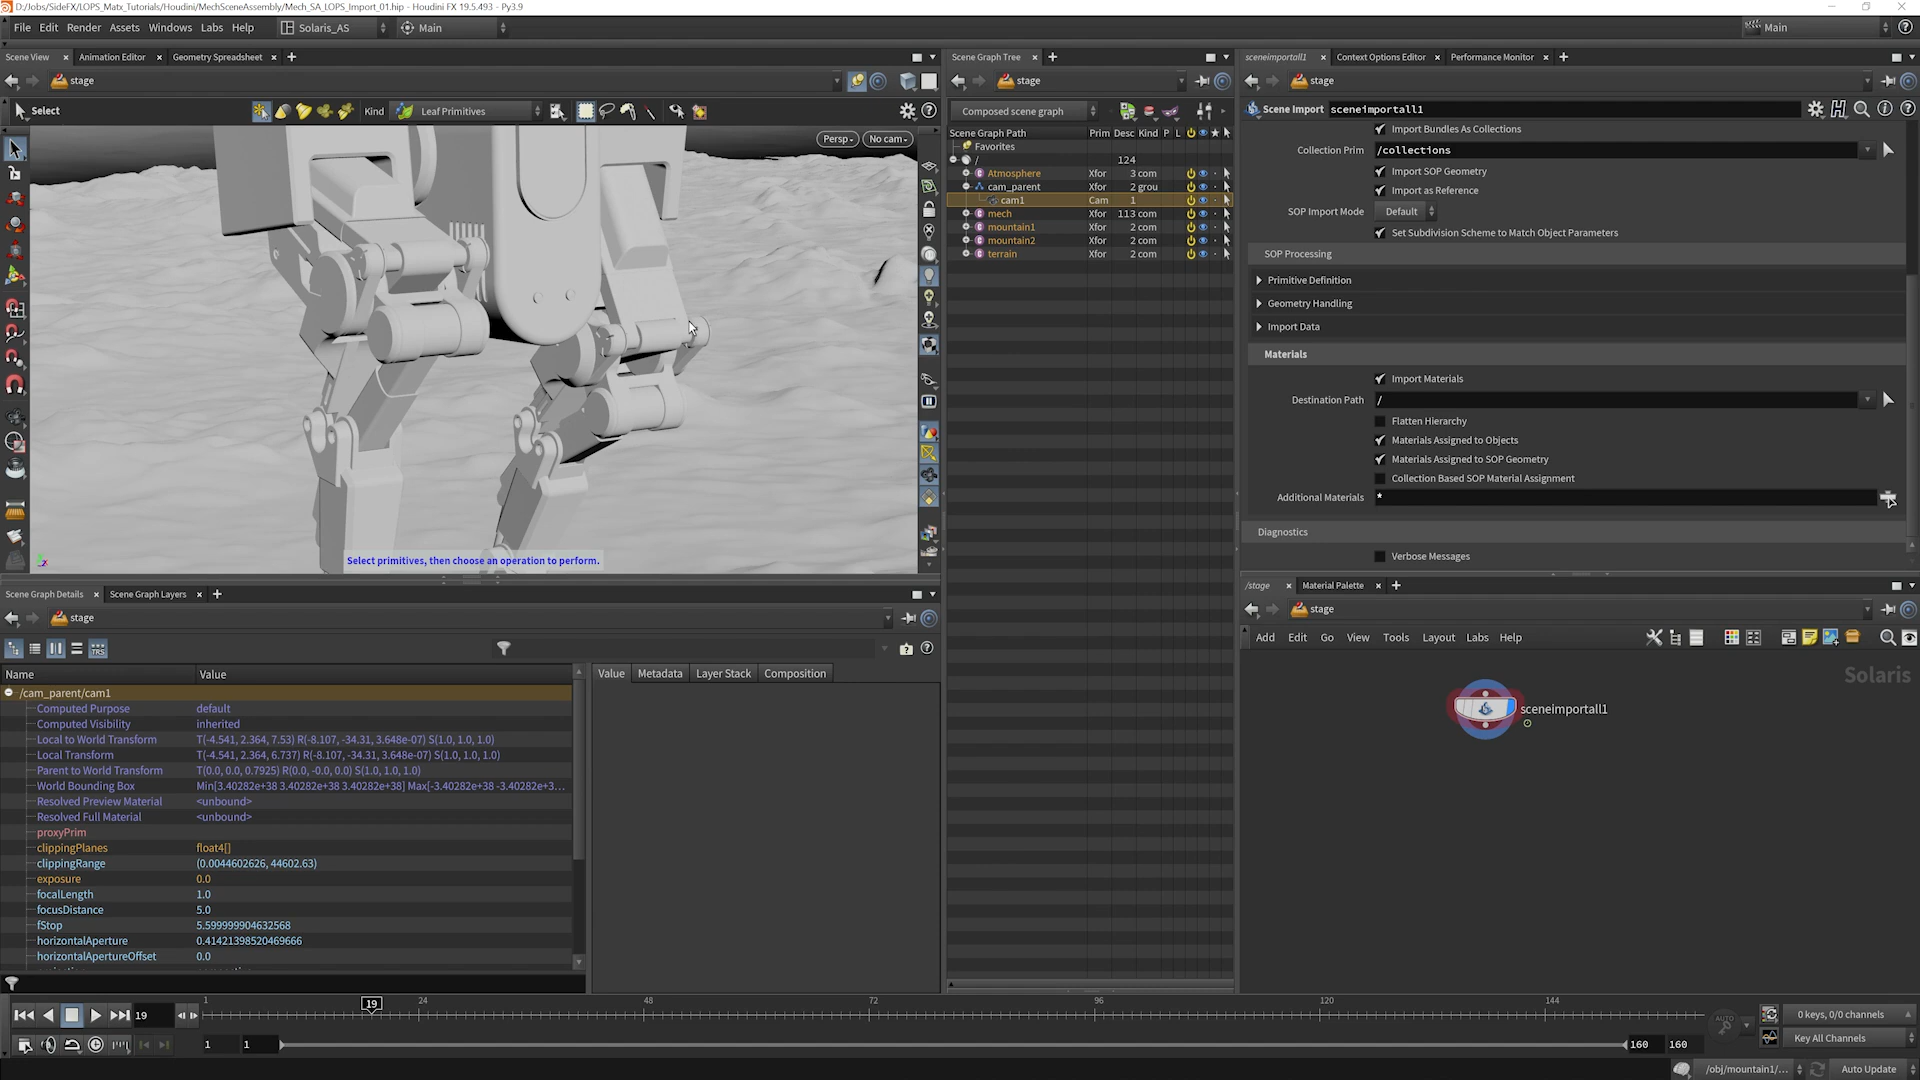 D:/Jobs/SideFX/LOPS_Matx_Tutorials/Houdini/MechSceneAssembly/Mech_SA_LOPS_Import_01.hip - Houdini FX 19.5.493 - Py3.9
File Edit Render Assets Windows Labs Help Solaris_AS Main Main
Scene View Animation Editor Geometry Spreadsheet
stage
Select Kind Leaf Primitives
Persp No cam
Select primitives, then choose an operation to perform.
Scene Graph Tree
stage
Composed scene graph
Scene Graph Path Prim Desc Kind P L
Favorites
/ 124
Atmosphere Xfor 3 com
cam_parent Xfor 2 grou
cam1 Cam 1
mech Xfor 113 com
mountain1 Xfor 2 com
mountain2 Xfor 2 com
terrain Xfor 2 com
sceneimportall1 Context Options Editor Performance Monitor
stage
Scene Import sceneimportall1
Import Bundles As Collections
Collection Prim /collections
Import SOP Geometry
Import as Reference
SOP Import Mode Default
Set Subdivision Scheme to Match Object Parameters
SOP Processing
Primitive Definition
Geometry Handling
Import Data
Materials
Import Materials
Destination Path /
Flatten Hierarchy
Materials Assigned to Objects
Materials Assigned to SOP Geometry
Collection Based SOP Material Assignment
Additional Materials *
Diagnostics
Verbose Messages
Scene Graph Details Scene Graph Layers
stage
TRS
Name Value
/cam_parent/cam1
Computed Purpose default
Computed Visibility inherited
Local to World Transform T(-4.541, 2.364, 7.53) R(-8.107, -34.31, 3.648e-07) S(1.0, 1.0, 1.0)
Local Transform T(-4.541, 2.364, 6.737) R(-8.107, -34.31, 3.648e-07) S(1.0, 1.0, 1.0)
Parent to World Transform T(0.0, 0.0, 0.7925) R(0.0, -0.0, 0.0) S(1.0, 1.0, 1.0)
World Bounding Box Min[3.40282e+38 3.40282e+38 3.40282e+38] Max[-3.40282e+38 -3.40282e+3...
Resolved Preview Material <unbound>
Resolved Full Material <unbound>
proxyPrim
clippingPlanes float4[]
clippingRange (0.0044602626, 44602.63)
exposure 0.0
focalLength 1.0
focusDistance 5.0
fStop 5.599999904632568
horizontalAperture 0.41421398520469666
horizontalApertureOffset 0.0
Value Metadata Layer Stack Composition
/stage Material Palette
stage
Add Edit Go View Tools Layout Labs Help
Solaris
sceneimportall1
19
1 19 24 48 72 96 120 144
AUTO
0 keys, 0/0 channels
1 1 160 160
Key All Channels
/obj/mountain1/... Auto Update